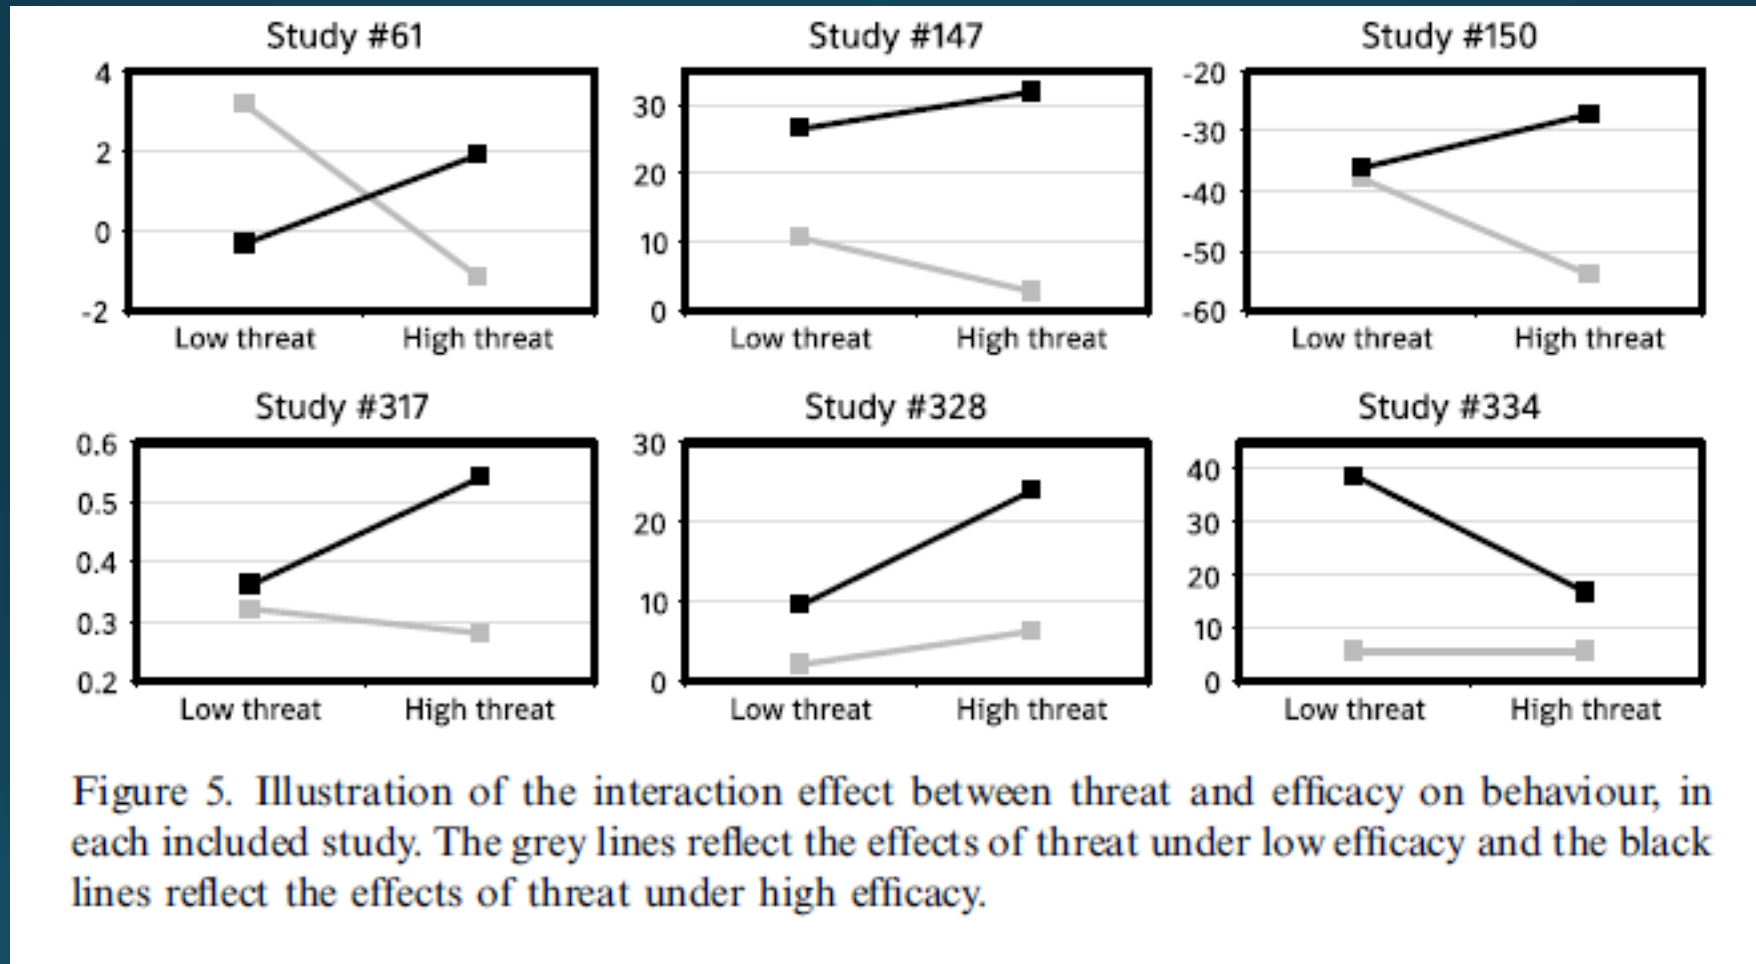 Study #61
4
2
0
-2
Low threat High threat
Study #147
30
20
10
0
Low threat High threat
Study #150
-20
-30
-40
-50
-60
Low threat High threat
Study #317
0.6
0.5
0.4
0.3
0.2
Low threat High threat
Study #328
30
20
10
0
Low threat High threat
Study #334
40
30
20
10
0
Low threat High threat
Figure 5. Illustration of the interaction effect between threat and efficacy on behaviour, in
each included study. The grey lines reflect the effects of threat under low efficacy and the black
lines reflect the effects of threat under high efficacy.